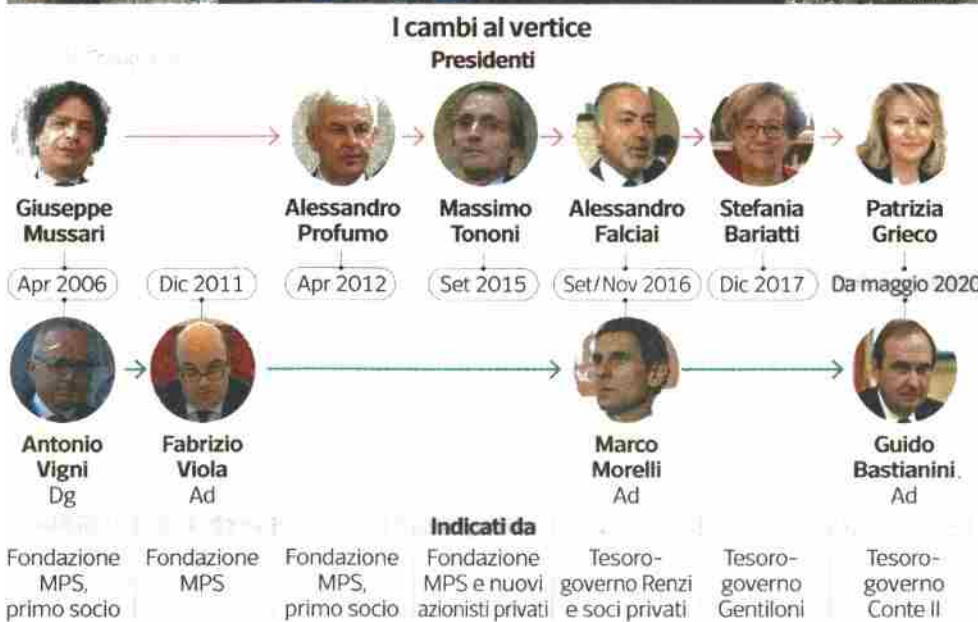 I cambi al vertice
Presidenti
Giuseppe Mussari
Alessandro Profumo
Massimo Tononi
Alessandro Falciai
Stefania Bariatti
Patrizia Grieco
Apr 2006
Dic 2011
Apr 2012
Set 2015
Set/Nov 2016
Dic 2017
Da maggio 2020
Antonio Vigni
Dg
Fabrizio Viola
Ad
Marco Morelli
Ad
Guido Bastianini
Ad
Indicati da
Fondazione
MPS,
primo socio
Fondazione
MPS
Fondazione
MPS,
primo socio
Fondazione
MPS e nuovi
azionisti privati
Tesoro-
governo Renzi
e soci privati
Tesoro-
governo
Gentiloni
Tesoro-
governo
Conte II